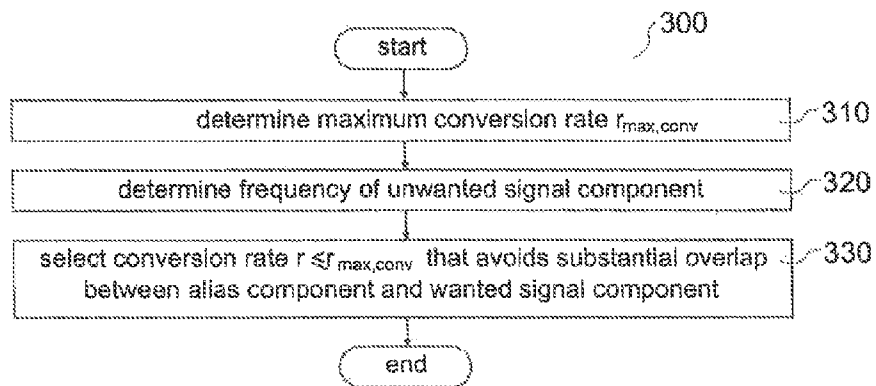 300
start
determine maximum conversion rate r_max,conv
310
determine frequency of unwanted signal component
320
select conversion rate r ≤ r_max,conv that avoids substantial overlap
between alias component and wanted signal component
330
end